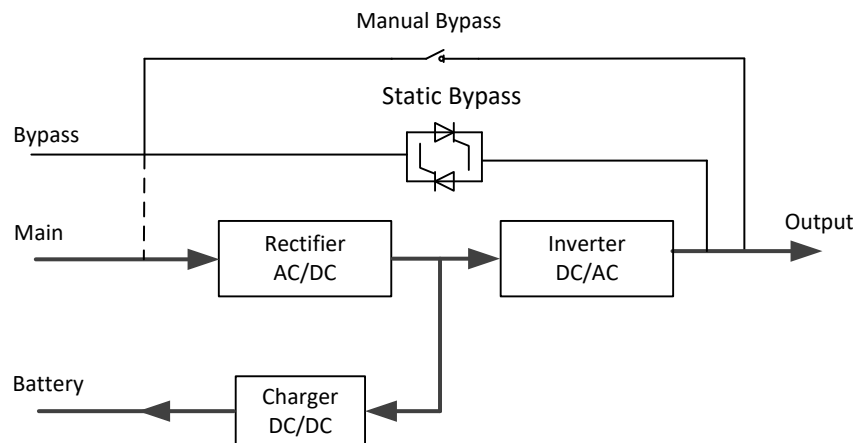 Manual Bypass
Static Bypass
Bypass
Main
Rectifier
AC/DC
Inverter
DC/AC
Output
Battery
Charger
DC/DC